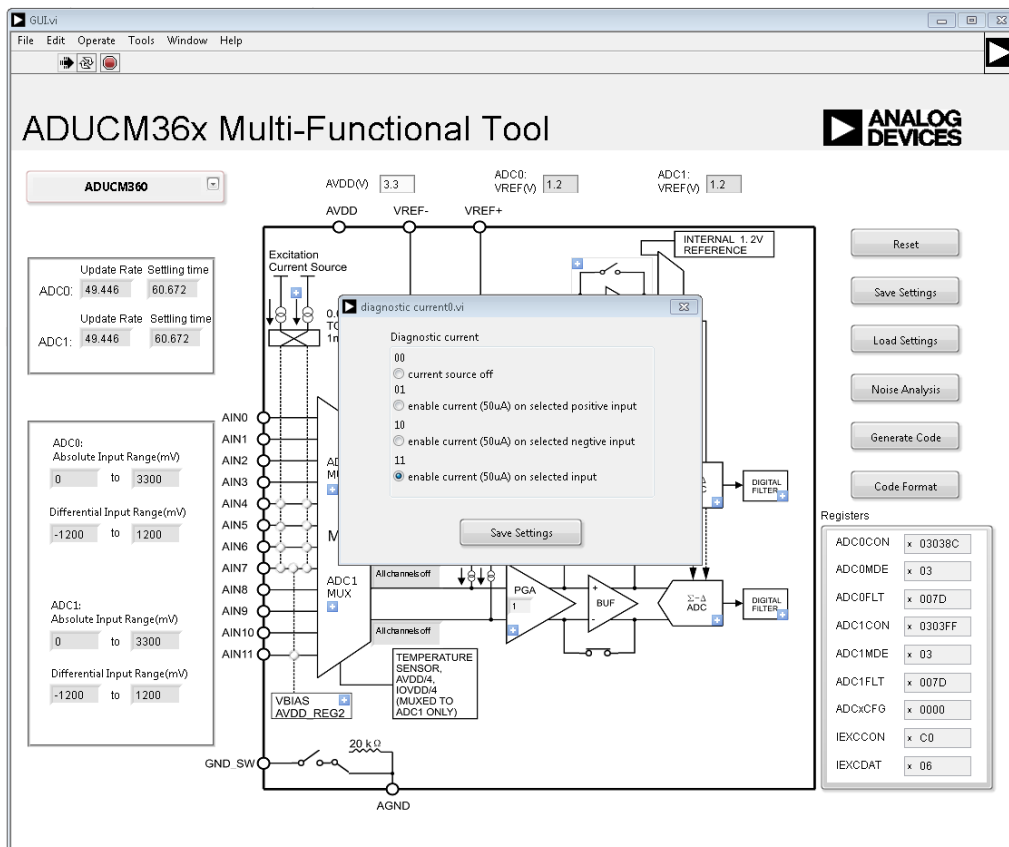 GUI.vi
File Edit Operate Tools Window Help
ADUCM36x Multi-Functional Tool
ANALOG
DEVICES
ADUCM360
AVDD(V) 3.3
ADC0:
VREF(V) 1.2
ADC1:
VREF(V) 1.2
AVDD VREF- VREF+
INTERNAL 1. 2V
REFERENCE
Excitation
Current Source
Update Rate Settling time
ADC0: 49.446 60.672
Update Rate Settling time
ADC1: 49.446 60.672
diagnostic current0.vi
Diagnostic current
00
current source off
01
enable current (50uA) on selected positive input
10
enable current (50uA) on selected negtive input
11
enable current (50uA) on selected input
Save Settings
Reset
Save Settings
Load Settings
Noise Analysis
Generate Code
Code Format
AIN0
AIN1
AIN2
AIN3
AIN4
AIN5
AIN6
AIN7
AIN8
AIN9
AIN10
AIN11
ADC0:
Absolute Input Range(mV)
0 to 3300
Differential Input Range(mV)
-1200 to 1200
ADC1:
Absolute Input Range(mV)
0 to 3300
Differential Input Range(mV)
-1200 to 1200
DIGITAL
FILTER
ADC1
MUX
All channels off
All channels off
PGA
1
+
BUF
-
Σ-Δ
ADC
DIGITAL
FILTER
TEMPERATURE
SENSOR,
AVDD/4,
IOVDD/4
(MUXED TO
ADC1 ONLY)
VBIAS
AVDD_REG2
20 kΩ
GND_SW
AGND
Registers
ADC0CON x 03038C
ADC0MDE x 03
ADC0FLT x 007D
ADC1CON x 0303FF
ADC1MDE x 03
ADC1FLT x 007D
ADCxCFG x 0000
IEXCCON x C0
IEXCDAT x 06